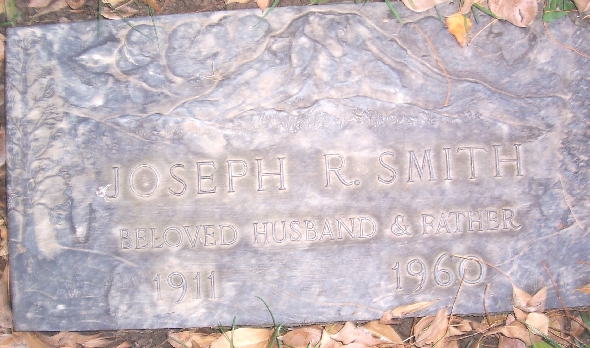 JOSEPH R. SMITH
BELOVED HUSBAND & FATHER
1911 1960